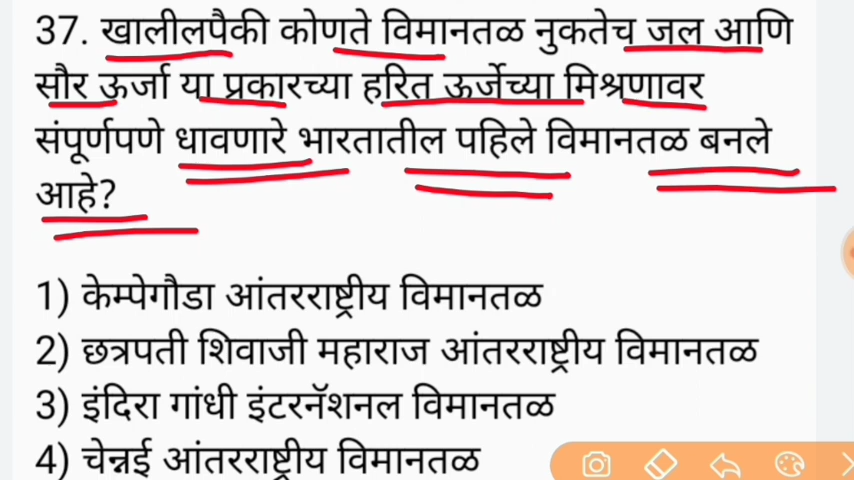 37. खालीलपैकी कोणते विमानतळ नुकतेच जल आणि
सौर ऊर्जा या प्रकारच्या हरित ऊर्जेच्या मिश्रणावर
संपूर्णपणे धावणारे भारतातील पहिले विमानतळ बनले
आहे?
1) केम्पेगौडा आंतरराष्ट्रीय विमानतळ
2) छत्रपती शिवाजी महाराज आंतरराष्ट्रीय विमानतळ
3) इंदिरा गांधी इंटरनॅशनल विमानतळ
4) चेन्नई आंतरराष्ट्रीय विमानतळ